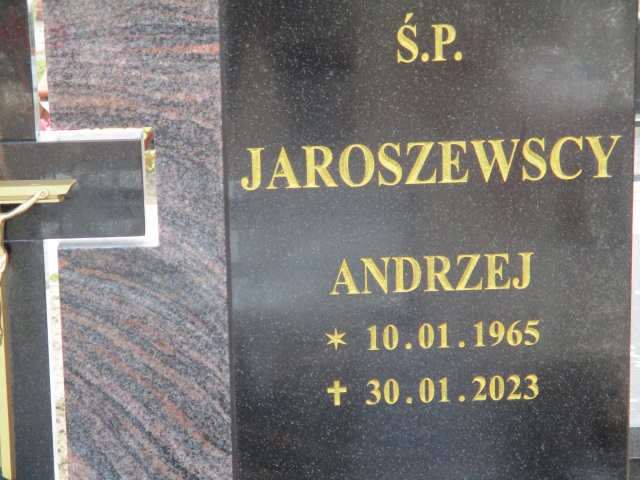 Ś.P.
JAROSZEWSCY
ANDRZEJ
✶ 10.01.1965
✝ 30.01.2023